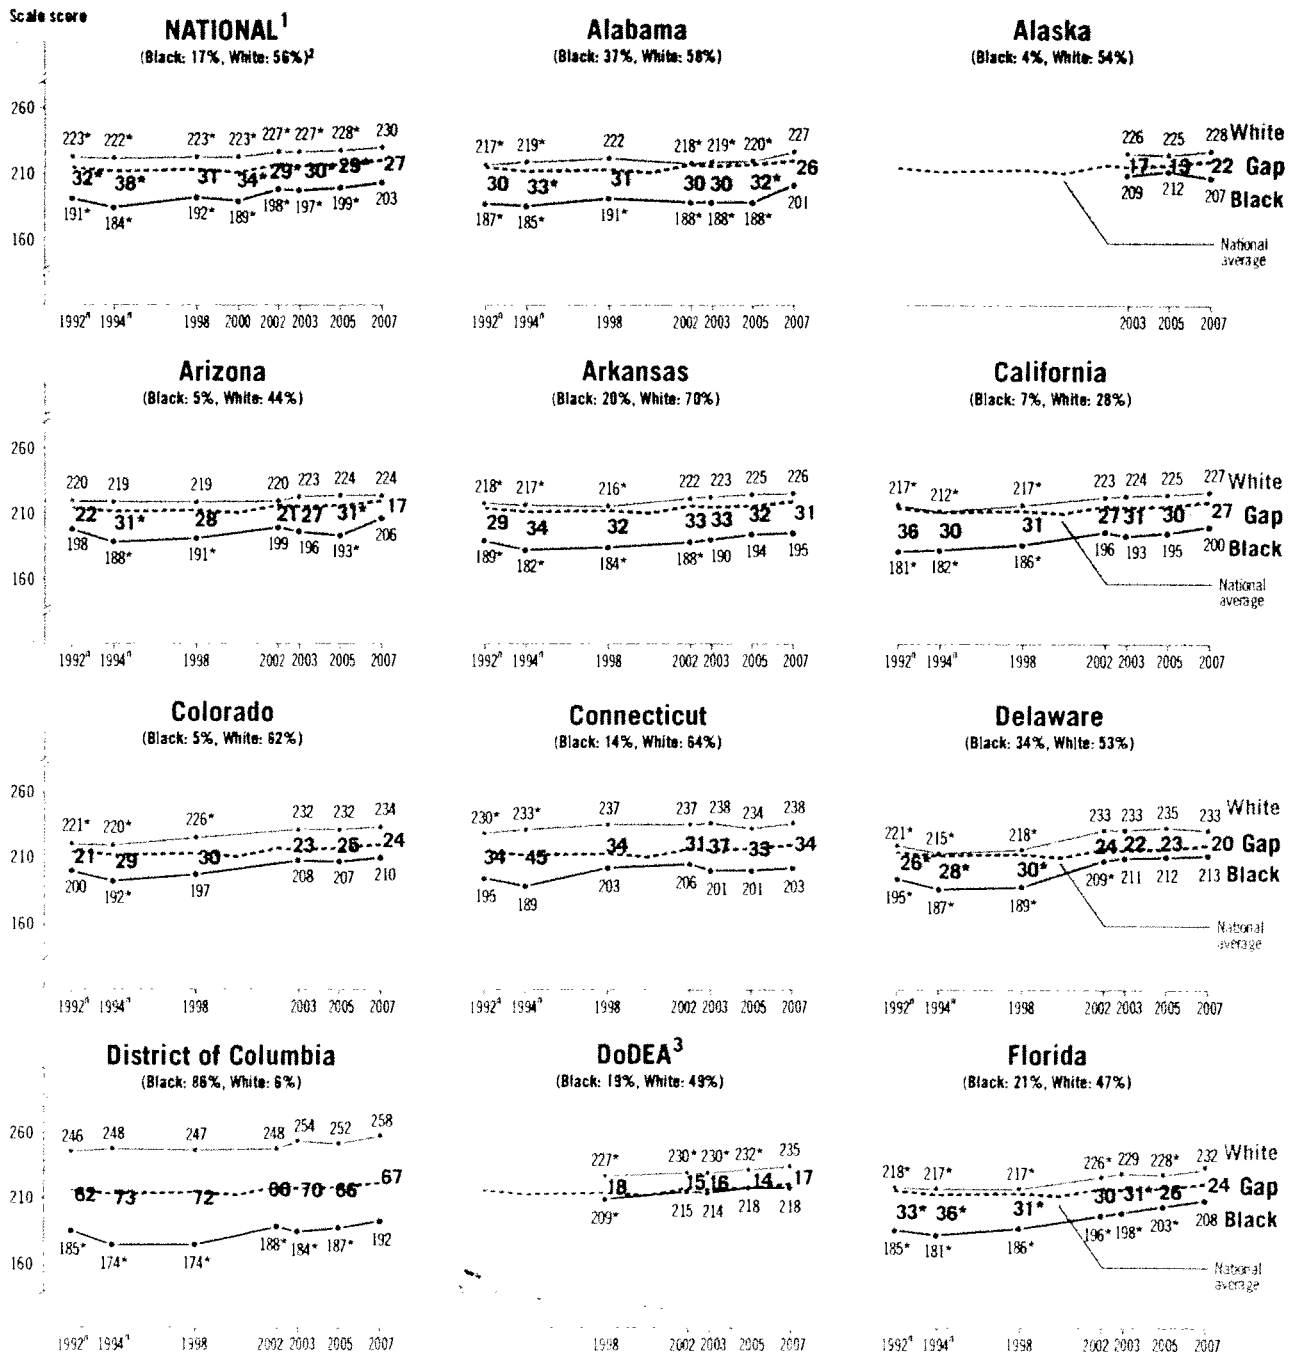 Scale score
NATIONAL¹
(Black: 17%, White: 56%)²
260
210
160
223* 222* 223* 223* 227* 227* 228* 230
32* 38* 31 34* 29* 30* 29* 27
191* 184* 192* 189* 198* 197* 199* 203
1992ⁿ 1994ⁿ 1998 2000 2002 2003 2005 2007
Alabama
(Black: 37%, White: 58%)
217* 219* 222 218* 219* 220* 227
30 33* 31 30 30 32* 26
187* 185* 191* 188* 188* 188* 201
1992ⁿ 1994ⁿ 1998 2002 2003 2005 2007
Alaska
(Black: 4%, White: 54%)
226 225 228 White
17 13 22 Gap
209 212 207 Black
National
average
2003 2005 2007
Arizona
(Black: 5%, White: 44%)
260
210
160
220 219 219 220 223 224 224
22 31* 28 21 27 31* 17
198 188* 191* 199 196 193* 206
1992ⁿ 1994ⁿ 1998 2002 2003 2005 2007
Arkansas
(Black: 20%, White: 70%)
218* 217* 216* 222 223 225 226
29 34 32 33 33 32 31
189* 182* 184* 188* 190 194 195
1992ⁿ 1994ⁿ 1998 2002 2003 2005 2007
California
(Black: 7%, White: 28%)
217* 212* 217* 223 224 225 227 White
36 30 31 27 31 30 27 Gap
181* 182* 186* 196 193 195 200 Black
National
average
1992ⁿ 1994ⁿ 1998 2002 2003 2005 2007
Colorado
(Black: 5%, White: 62%)
260
210
160
221* 220* 226* 232 232 234
21 29 30 23 26 24
200 192* 197 208 207 210
1992ⁿ 1994ⁿ 1998 2003 2005 2007
Connecticut
(Black: 14%, White: 64%)
230* 233* 237 237 238 234 238
34 45 34 31 37 33 34
195 189 203 206 201 201 203
1992ⁿ 1994ⁿ 1998 2002 2003 2005 2007
Delaware
(Black: 34%, White: 53%)
221* 215* 218* 233 233 235 233 White
26* 28* 30* 24 22 23 20 Gap
195* 187* 189* 209* 211 212 213 Black
National
average
1992ⁿ 1994ⁿ 1998 2002 2003 2005 2007
District of Columbia
(Black: 86%, White: 6%)
260
210
160
246 248 247 248 254 252 258
62 73 72 60 70 66 67
185* 174* 174* 188* 184* 187* 192
1992ⁿ 1994ⁿ 1998 2002 2003 2005 2007
DoDEA³
(Black: 19%, White: 49%)
227* 230* 230* 232* 235
18 15 16 14 17
209* 215 214 218 218
1998 2002 2003 2005 2007
Florida
(Black: 21%, White: 47%)
218* 217* 217* 226* 229 228* 232 White
33* 36* 31* 30 31* 26 24 Gap
185* 181* 186* 196* 198* 203* 208 Black
National
average
1992ⁿ 1994ⁿ 1998 2002 2003 2005 2007